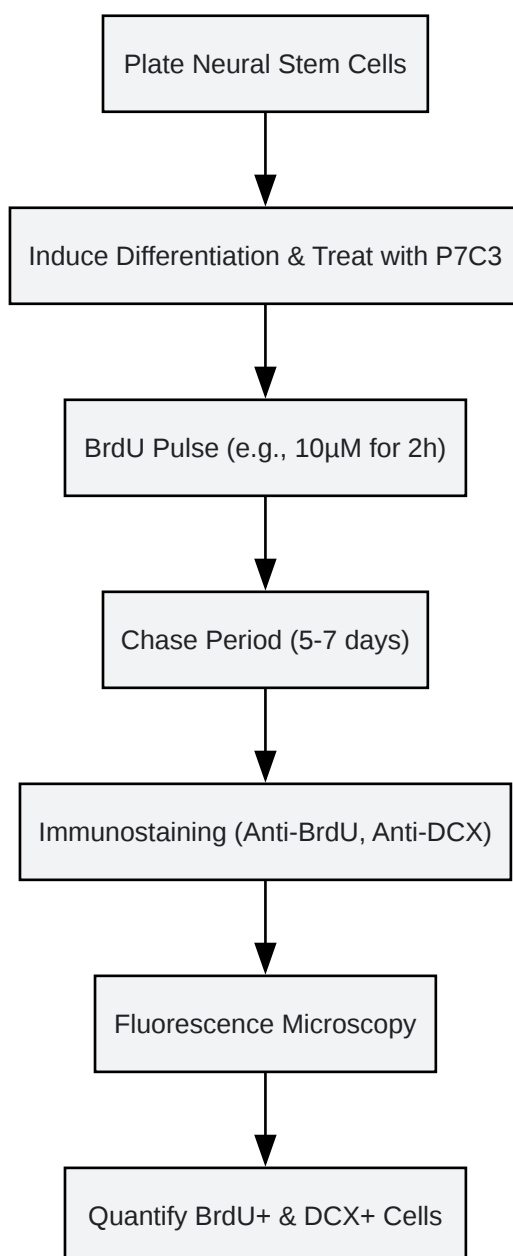 Plate Neural Stem Cells
Induce Differentiation & Treat with P7C3
BrdU Pulse (e.g., 10µM for 2h)
Chase Period (5-7 days)
Immunostaining (Anti-BrdU, Anti-DCX)
Fluorescence Microscopy
Quantify BrdU+ & DCX+ Cells